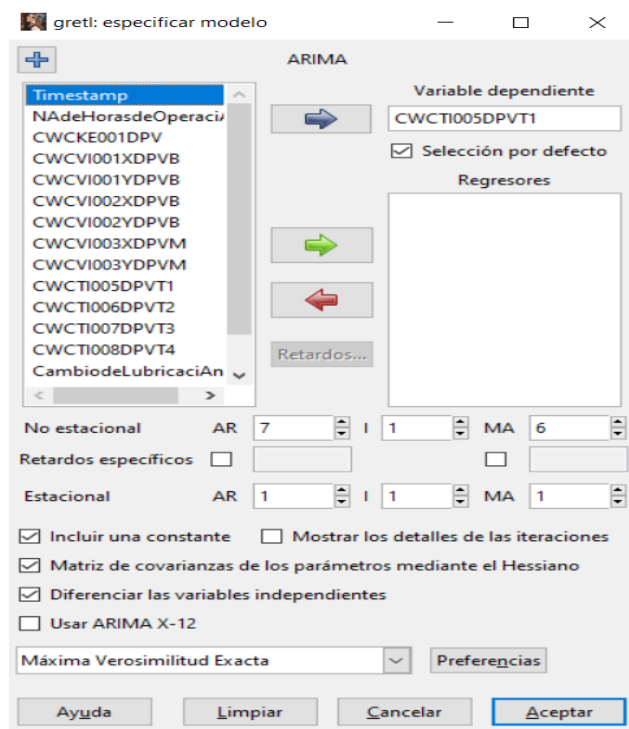 gretl: especificar modelo
ARIMA
Timestamp
NAdeHorasdeOperaciA
CWCKE001DPV
CWCVI001XDPVB
CWCVI001YDPVB
CWCVI002XDPVB
CWCVI002YDPVB
CWCVI003XDPVM
CWCVI003YDPVM
CWCTI005DPVT1
CWCTI006DPVT2
CWCTI007DPVT3
CWCTI008DPVT4
CambiodeLubricaciAn
Variable dependiente
CWCTI005DPVT1
Selección por defecto
Regresores
Retardos...
No estacional AR 7 I 1 MA 6
Retardos específicos
Estacional AR 1 I 1 MA 1
Incluir una constante Mostrar los detalles de las iteraciones
Matriz de covarianzas de los parámetros mediante el Hessiano
Diferenciar las variables independientes
Usar ARIMA X-12
Máxima Verosimilitud Exacta Preferencias
Ayuda Limpiar Cancelar Aceptar